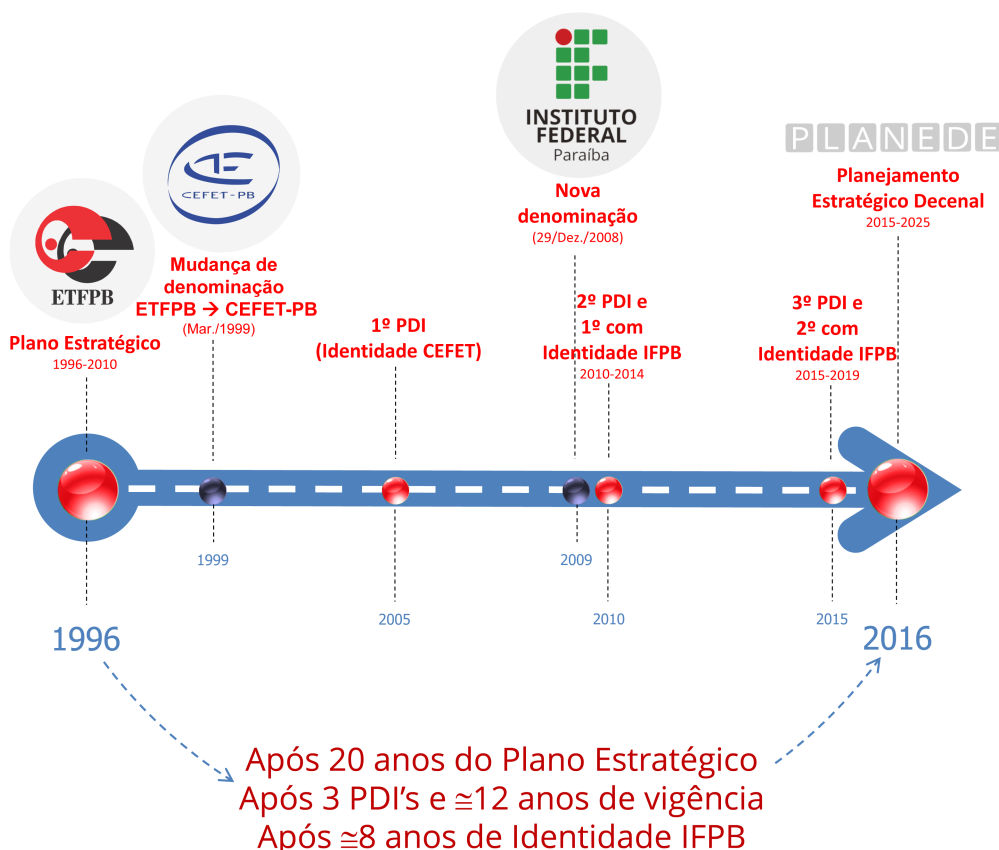 INSTITUTO
FEDERAL
Paraíba
PLANEDE
CEFET-PB
ETFPB
Plano Estratégico
1996-2010
Mudança de
denominação
ETFPB → CEFET-PB
(Mar./1999)
1º PDI
(Identidade CEFET)
Nova
denominação
(29/Dez./2008)
2º PDI e
1º com
Identidade IFPB
2010-2014
3º PDI e
2º com
Identidade IFPB
2015-2019
Planejamento
Estratégico Decenal
2015-2025
1999
2009
2005
2010
2015
1996
2016
Após 20 anos do Plano Estratégico
Após 3 PDI’s e ≅12 anos de vigência
Após ≅8 anos de Identidade IFPB